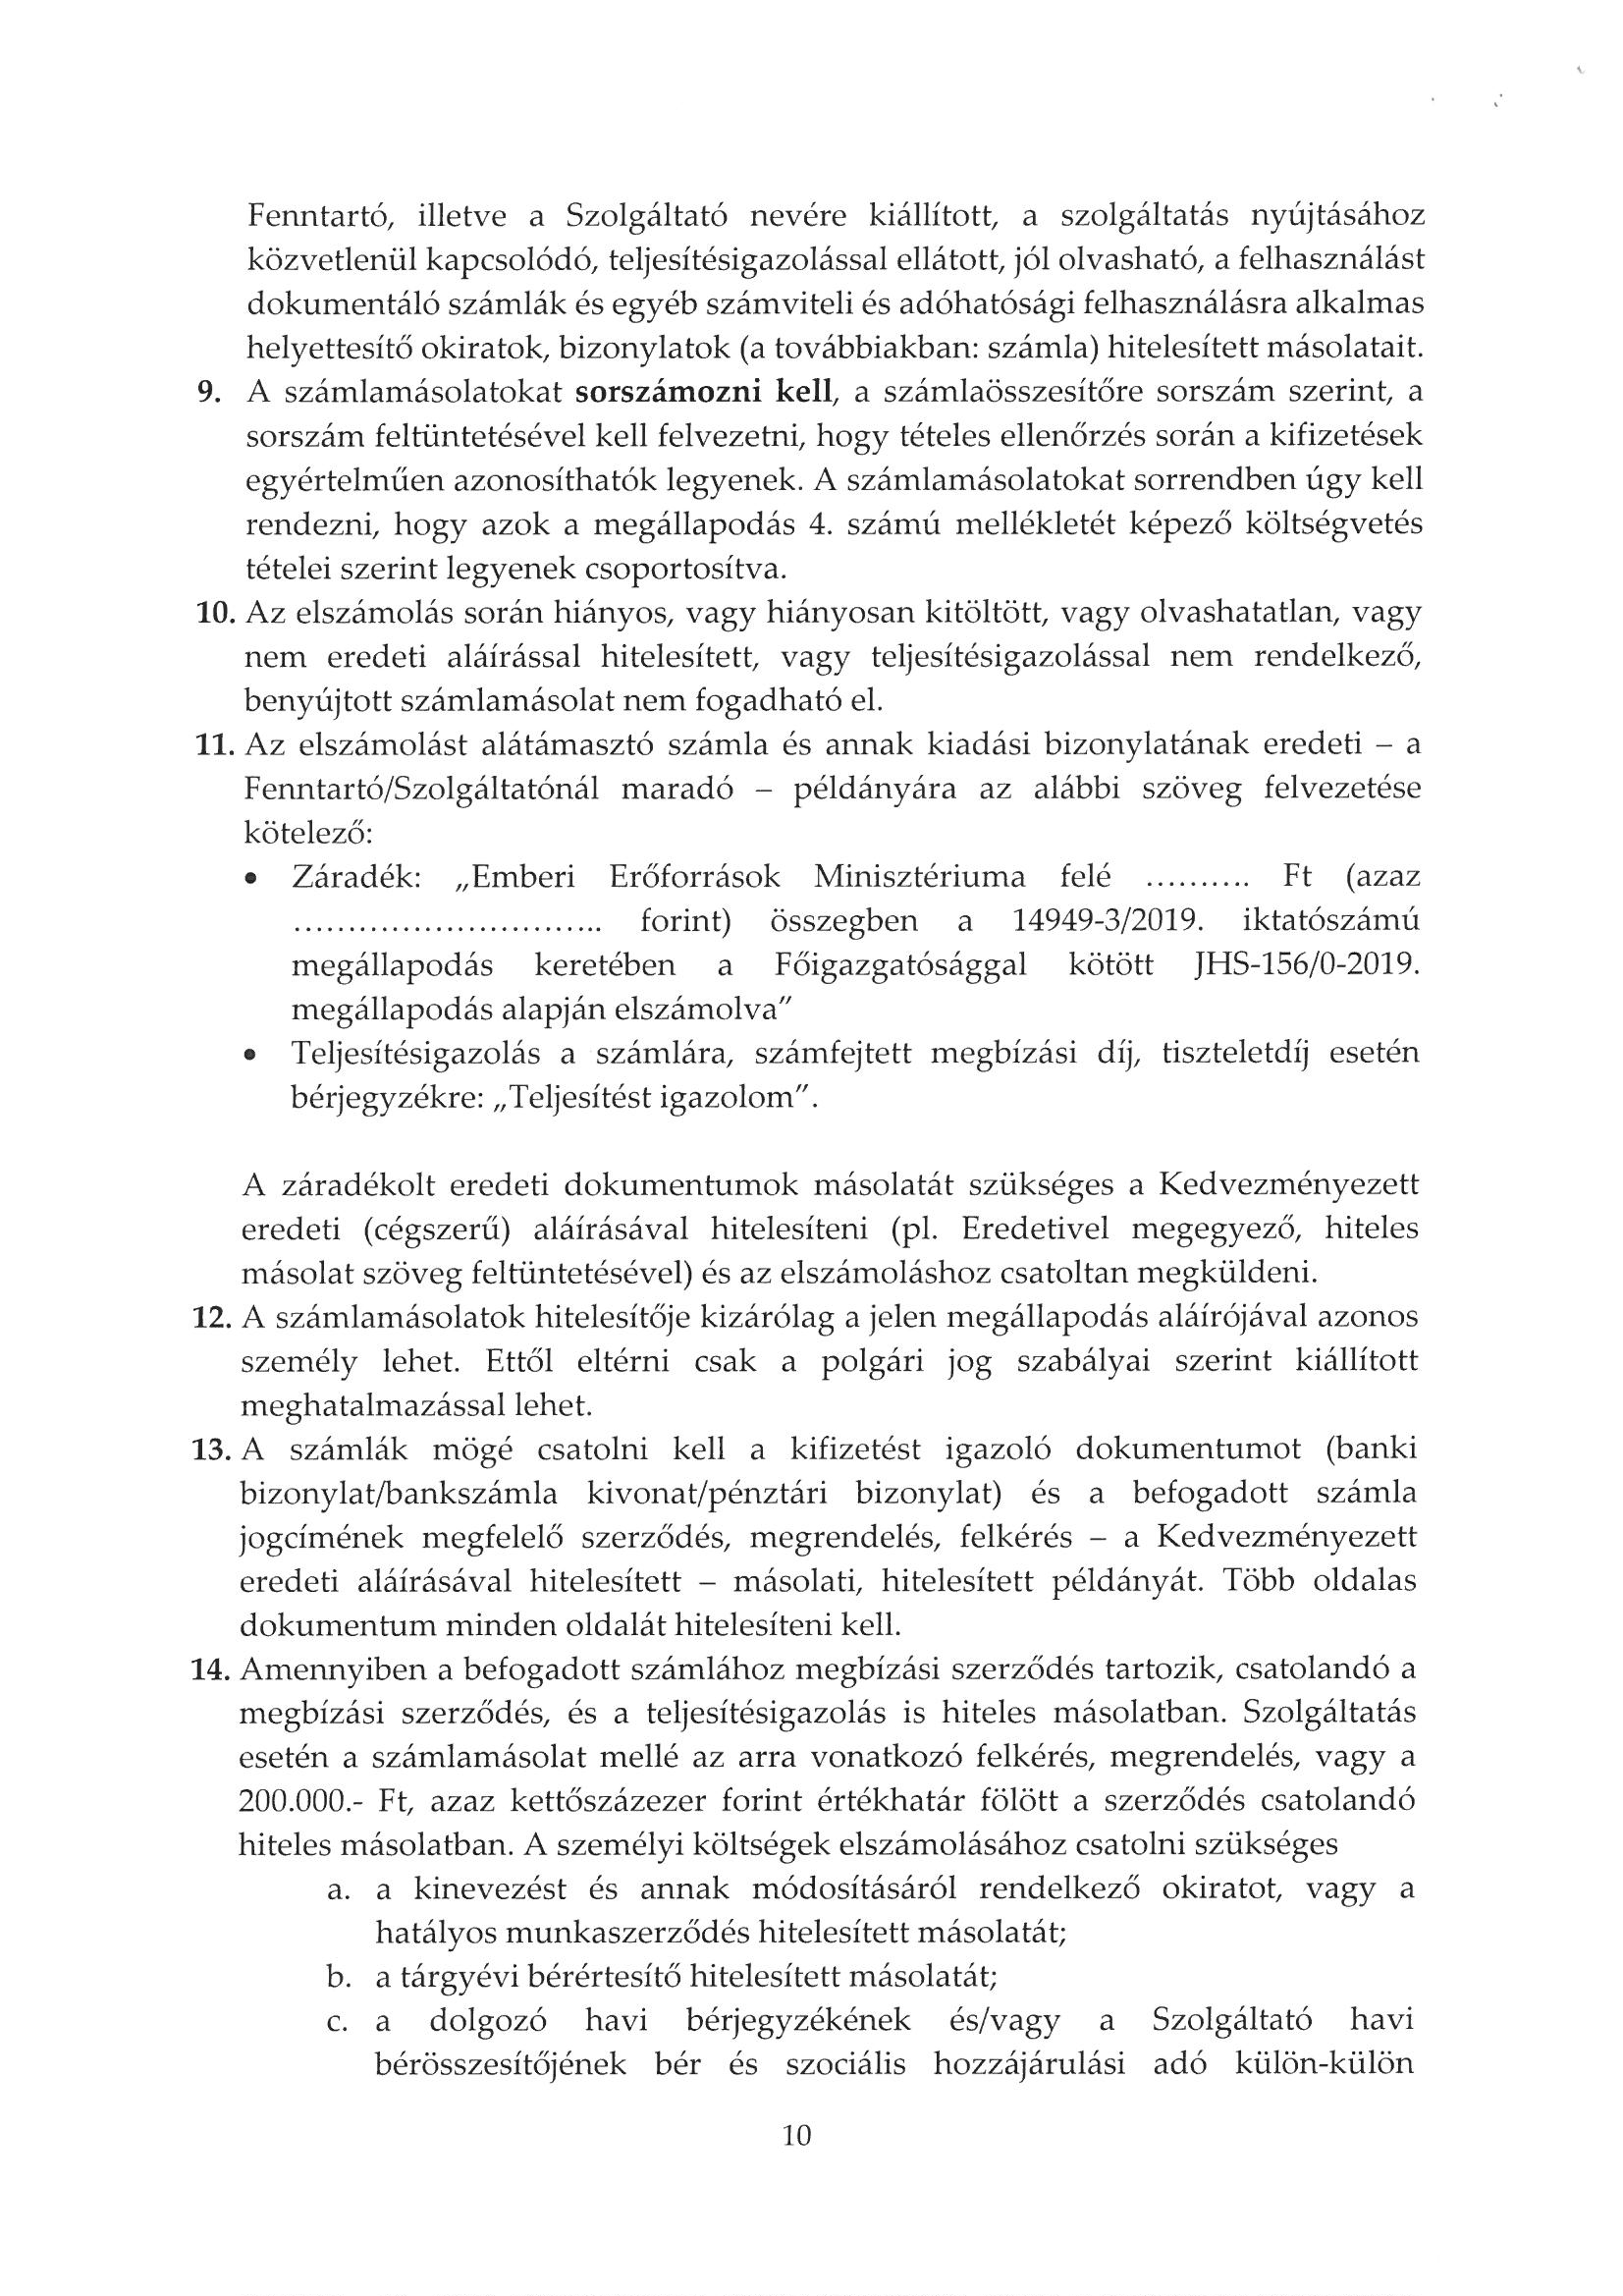 Fenntartó, illetve a Szolgáltató nevére kiállított, a szolgáltatás nyújtásához
közvetlenül kapcsolódó, teljesítésigazolással ellátott, jól olvasható, a felhasználást
dokumentáló számlák és egyéb számviteli és adóhatósági felhasználásra alkalmas
helyettesítő okiratok, bizonylatok (a továbbiakban: számla) hitelesített másolatait.
9. A számlamásolatokat sorszámozni kell, a számlaösszesítőre sorszám szerint, a
sorszám feltüntetésével kell felvezetni, hogy tételes ellenőrzés során a kifizetések
egyértelműen azonosíthatók legyenek. A számlamásolatokat sorrendben úgy kell
rendezni, hogy azok a megállapodás 4. számú mellékletét képező költségvetés
tételei szerint legyenek csoportosítva.
10. Az elszámolás során hiányos, vagy hiányosan kitöltött, vagy olvashatatlan, vagy
nem eredeti aláírással hitelesített, vagy teljesítésigazolással nem rendelkező,
benyújtott számlamásolat nem fogadható el.
11. Az elszámolást alátámasztó számla és annak kiadási bizonylatának eredeti – a
Fenntartó/Szolgáltatónál maradó – példányára az alábbi szöveg felvezetése
kötelező:
• Záradék: „Emberi Erőforrások Minisztériuma felé .......... Ft (azaz
............................. forint) összegben a 14949-3/2019. iktatószámú
megállapodás keretében a Főigazgatósággal kötött JHS-156/0-2019.
megállapodás alapján elszámolva"
• Teljesítésigazolás a számlára, számfejtett megbízási díj, tiszteletdíj esetén
bérjegyzékre: „Teljesítést igazolom".
A záradékolt eredeti dokumentumok másolatát szükséges a Kedvezményezett
eredeti (cégszerű) aláírásával hitelesíteni (pl. Eredetivel megegyező, hiteles
másolat szöveg feltüntetésével) és az elszámoláshoz csatoltan megküldeni.
12. A számlamásolatok hitelesítője kizárólag a jelen megállapodás aláírójával azonos
személy lehet. Ettől eltérni csak a polgári jog szabályai szerint kiállított
meghatalmazással lehet.
13. A számlák mögé csatolni kell a kifizetést igazoló dokumentumot (banki
bizonylat/bankszámla kivonat/pénztári bizonylat) és a befogadott számla
jogcímének megfelelő szerződés, megrendelés, felkérés – a Kedvezményezett
eredeti aláírásával hitelesített – másolati, hitelesített példányát. Több oldalas
dokumentum minden oldalát hitelesíteni kell.
14. Amennyiben a befogadott számlához megbízási szerződés tartozik, csatolandó a
megbízási szerződés, és a teljesítésigazolás is hiteles másolatban. Szolgáltatás
esetén a számlamásolat mellé az arra vonatkozó felkérés, megrendelés, vagy a
200.000.- Ft, azaz kettőszázezer forint értékhatár fölött a szerződés csatolandó
hiteles másolatban. A személyi költségek elszámolásához csatolni szükséges
a. a kinevezést és annak módosításáról rendelkező okiratot, vagy a
hatályos munkaszerződés hitelesített másolatát;
b. a tárgyévi bérértesítő hitelesített másolatát;
c. a dolgozó havi bérjegyzékének és/vagy a Szolgáltató havi
bérösszesítőjének bér és szociális hozzájárulási adó külön-külön
10